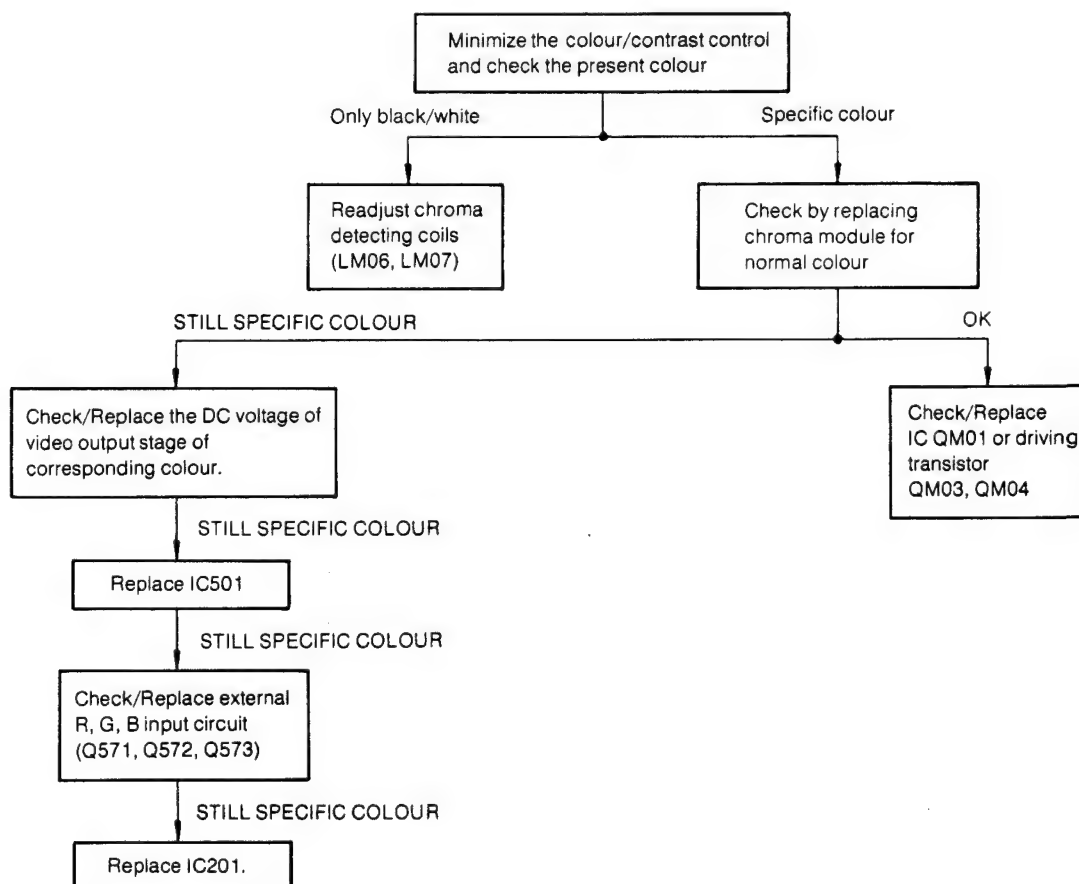 Minimize the colour/contrast control
and check the present colour
Only black/white
Specific colour
Readjust chroma
detecting coils
(LM06, LM07)
Check by replacing
chroma module for
normal colour
STILL SPECIFIC COLOUR
OK
Check/Replace the DC voltage of
video output stage of
corresponding colour.
Check/Replace
IC QM01 or driving
transistor
QM03, QM04
STILL SPECIFIC COLOUR
Replace IC501
STILL SPECIFIC COLOUR
Check/Replace external
R, G, B input circuit
(Q571, Q572, Q573)
STILL SPECIFIC COLOUR
Replace IC201.